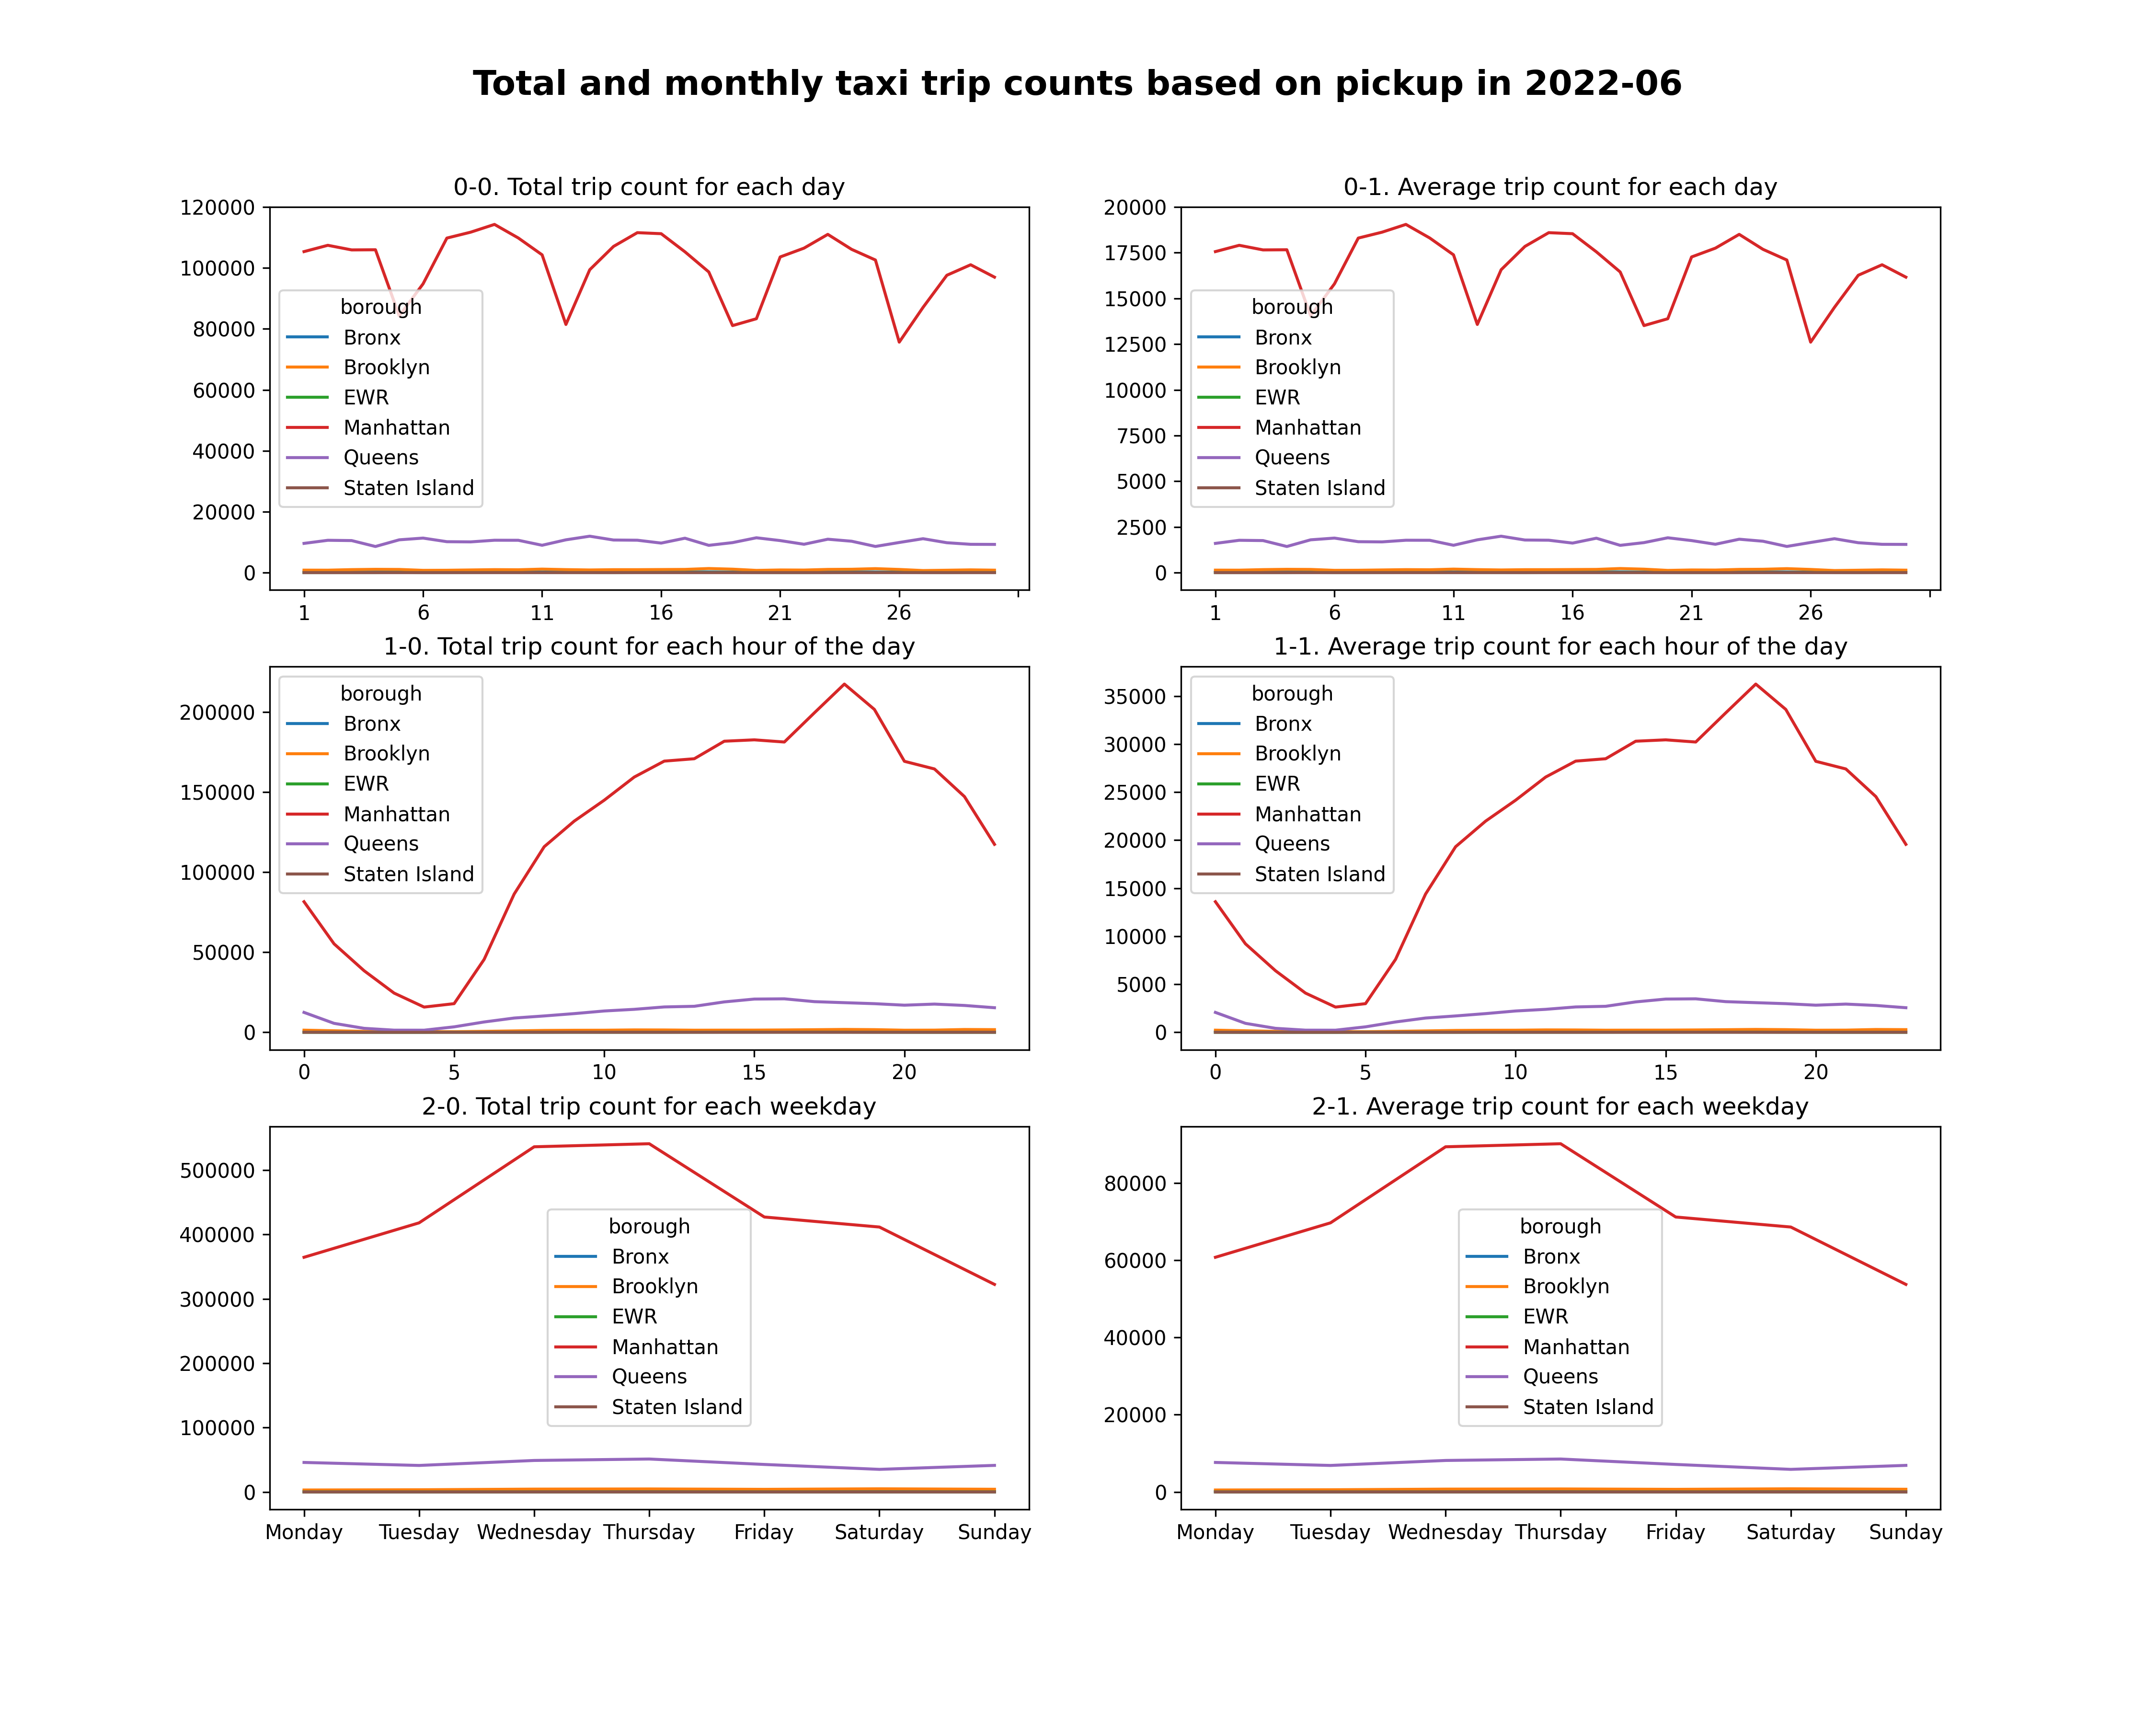 Total and monthly taxi trip counts based on pickup in 2022-06
0-0. Total trip count for each day
120000
100000
80000
60000
40000
20000
0
borough
Bronx
Brooklyn
EWR
Manhattan
Queens
Staten Island
1 6 11 16 21 26
0-1. Average trip count for each day
20000
17500
15000
12500
10000
7500
5000
2500
0
borough
Bronx
Brooklyn
EWR
Manhattan
Queens
Staten Island
1 6 11 16 21 26
1-0. Total trip count for each hour of the day
200000
150000
100000
50000
0
borough
Bronx
Brooklyn
EWR
Manhattan
Queens
Staten Island
0 5 10 15 20
1-1. Average trip count for each hour of the day
35000
30000
25000
20000
15000
10000
5000
0
borough
Bronx
Brooklyn
EWR
Manhattan
Queens
Staten Island
0 5 10 15 20
2-0. Total trip count for each weekday
500000
400000
300000
200000
100000
0
borough
Bronx
Brooklyn
EWR
Manhattan
Queens
Staten Island
Monday Tuesday Wednesday Thursday Friday Saturday Sunday
2-1. Average trip count for each weekday
80000
60000
40000
20000
0
borough
Bronx
Brooklyn
EWR
Manhattan
Queens
Staten Island
Monday Tuesday Wednesday Thursday Friday Saturday Sunday